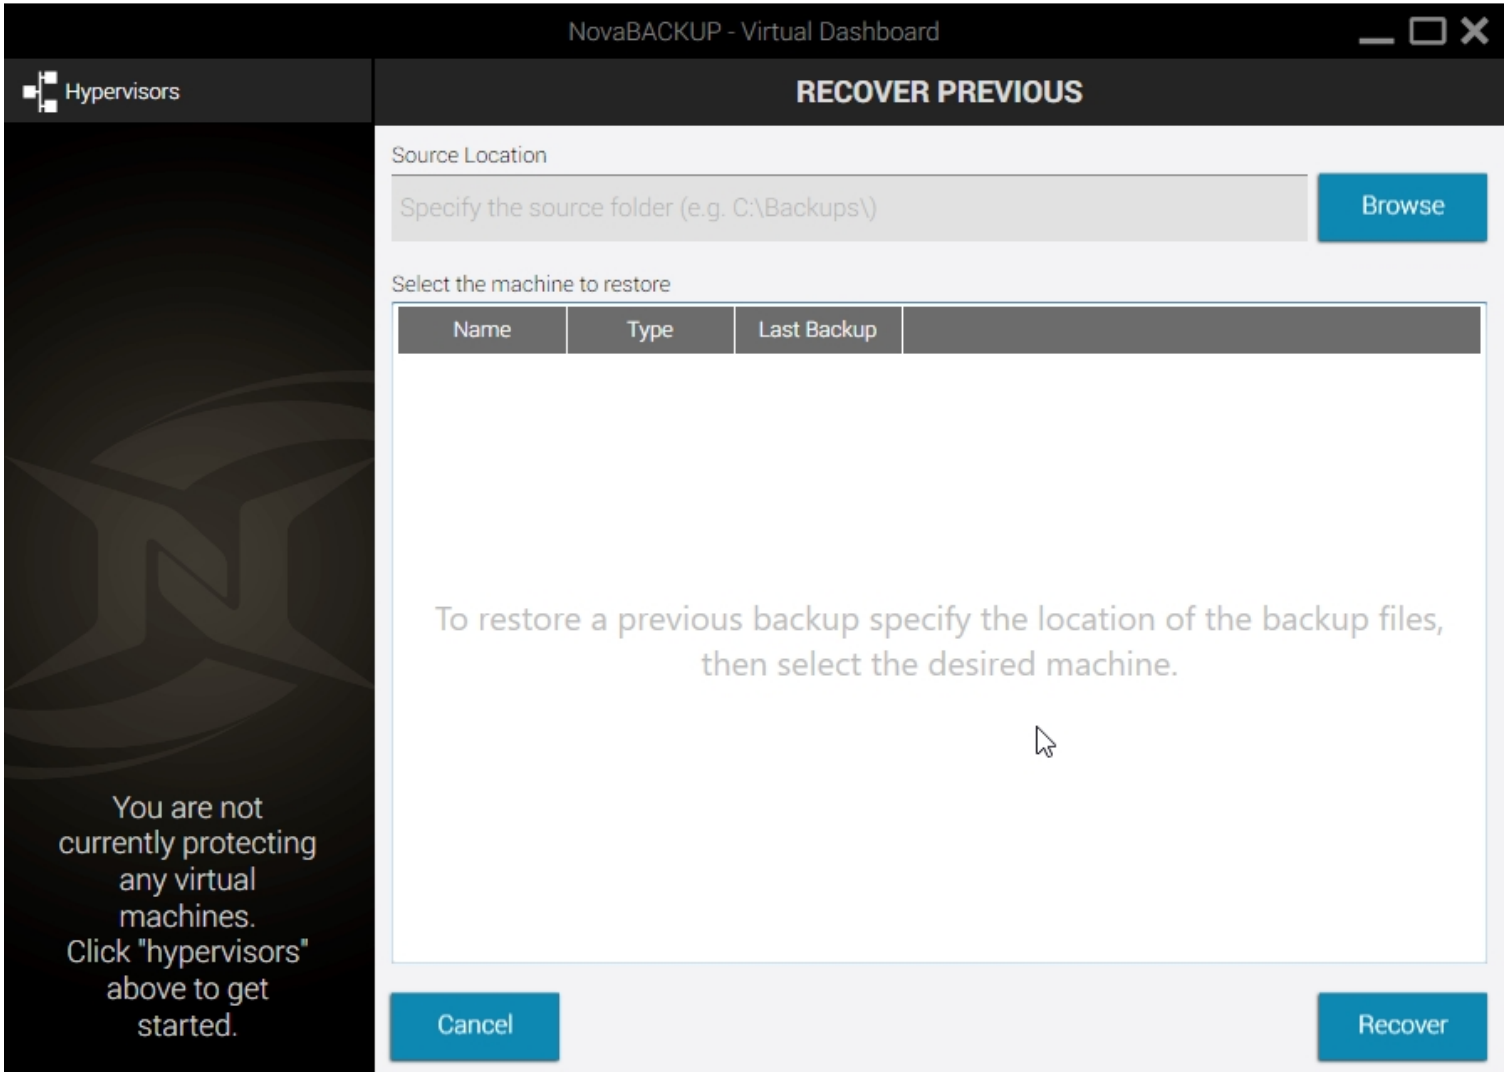 NovaBACKUP - Virtual Dashboard
Hypervisors
RECOVER PREVIOUS
Source Location
Specify the source folder (e.g. C:\Backups\)
Browse
Select the machine to restore
Name Type Last Backup
To restore a previous backup specify the location of the backup files,
then select the desired machine.
You are not
currently protecting
any virtual
machines.
Click "hypervisors"
above to get
started.
Cancel
Recover